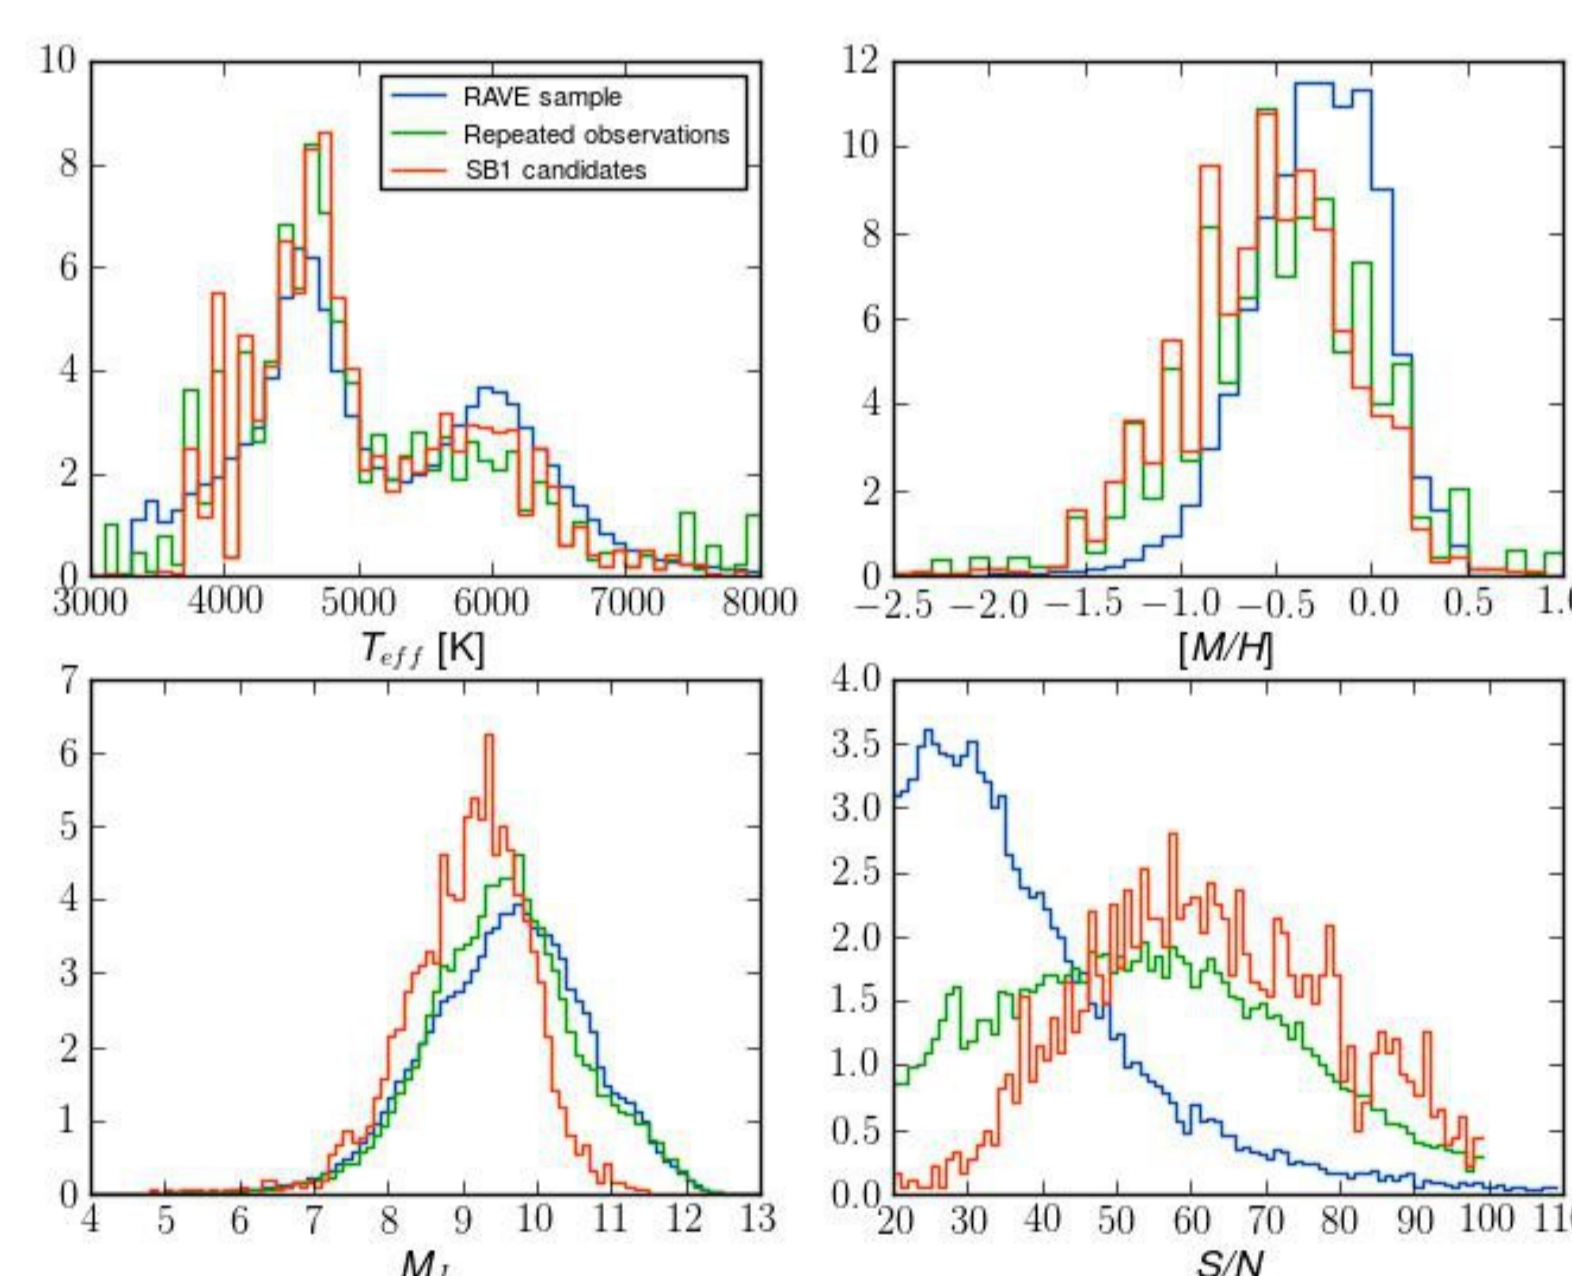 10
8
6
4
2
0
3000 4000 5000 6000 7000 8000
T_eff [K]
RAVE sample
Repeated observations
SB1 candidates
12
10
8
6
4
2
0
−2.5 −2.0 −1.5 −1.0 −0.5 0.0 0.5 1.0
[M/H]
7
6
5
4
3
2
1
0
4 5 6 7 8 9 10 11 12 13
M
4.0
3.5
3.0
2.5
2.0
1.5
1.0
0.5
0.0
20 30 40 50 60 70 80 90 100 110
S/N